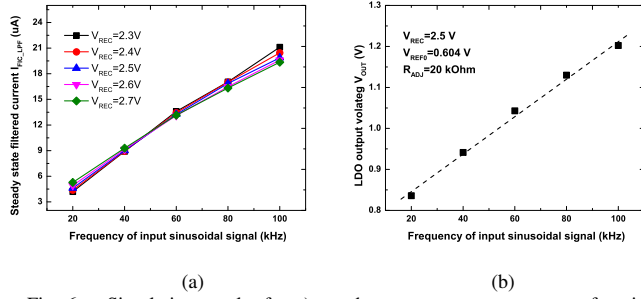 Steady state filtered current I_FIC_LPF (uA)
27
24
21
18
15
12
9
6
3
V_REC=2.3V
V_REC=2.4V
V_REC=2.5V
V_REC=2.6V
V_REC=2.7V
20 40 60 80 100
Frequency of input sinusoidal signal (kHz)
(a)
LDO output volateg V_OUT (V)
1.3
1.2
1.1
1.0
0.9
0.8
V_REC=2.5 V
V_REF0=0.604 V
R_ADJ=20 kOhm
20 40 60 80 100
Frequency of input sinusoidal signal (kHz)
(b)